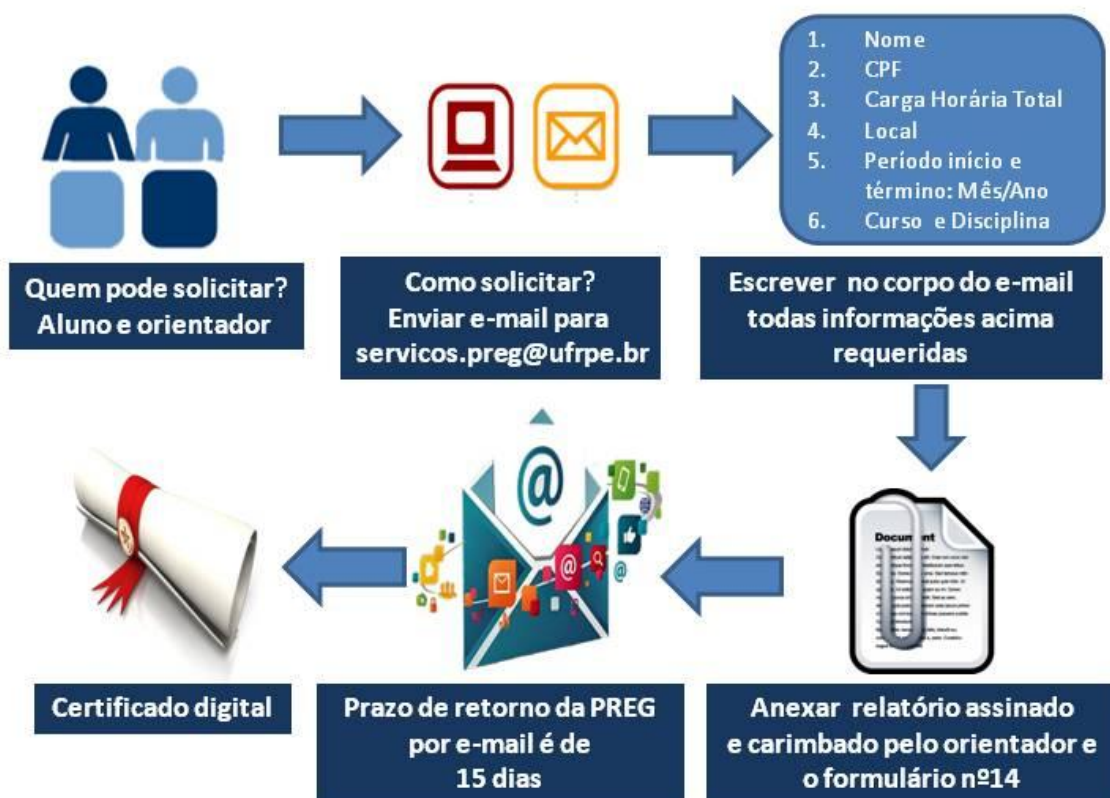 1. Nome
2. CPF
3. Carga Horária Total
4. Local
5. Período início e
término: Mês/Ano
6. Curso e Disciplina
Quem pode solicitar?
Aluno e orientador
Como solicitar?
Enviar e-mail para
servicos.preg@ufrpe.br
Escrever no corpo do e-mail
todas informações acima
requeridas
@
@
@
Document
Certificado digital
Prazo de retorno da PREG
por e-mail é de
15 dias
Anexar relatório assinado
e carimbado pelo orientador e
o formulário nº14